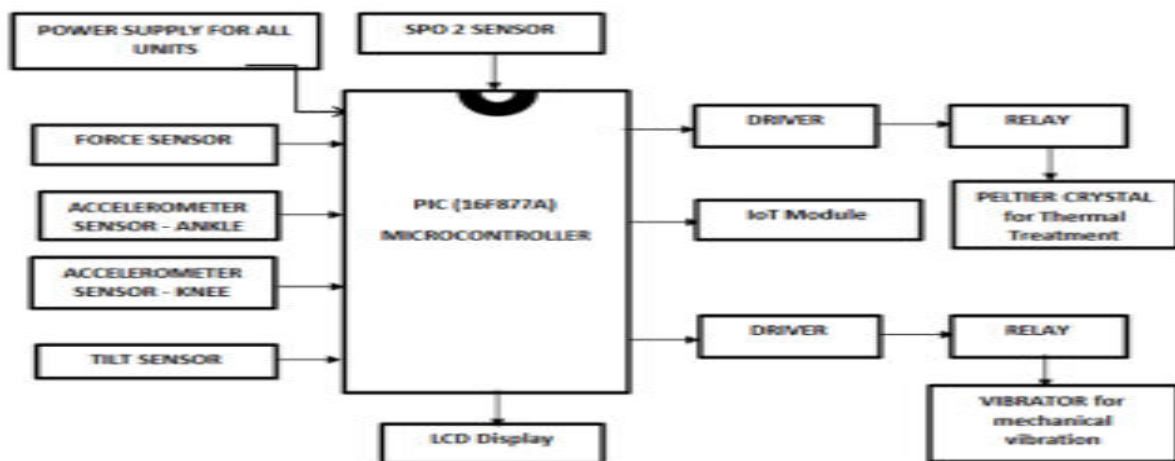 POWER SUPPLY FOR ALL
UNITS
SPO 2 SENSOR
FORCE SENSOR
ACCELEROMETER
SENSOR - ANKLE
ACCELEROMETER
SENSOR - KNEE
TILT SENSOR
PIC (16F877A)
MICROCONTROLLER
LCD Display
DRIVER
RELAY
PELTIER CRYSTAL
for Thermal
Treatment
IoT Module
DRIVER
RELAY
VIBRATOR for
mechanical
vibration